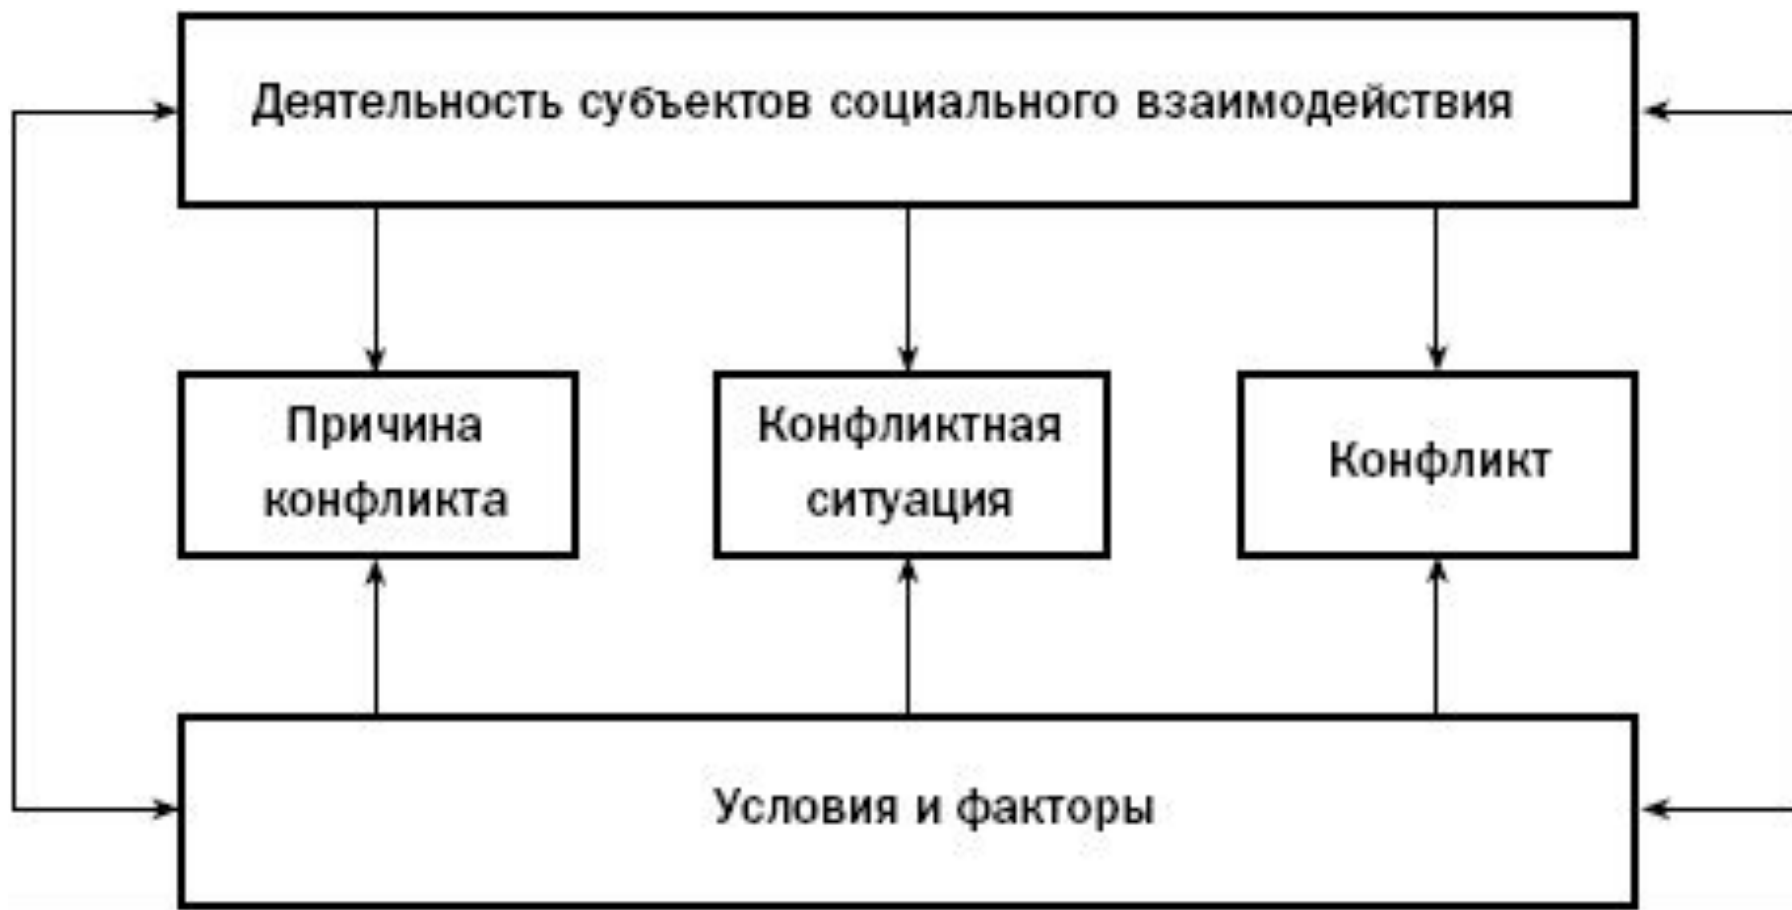 Деятельность субъектов социального взаимодействия
Причина
конфликта
Конфликтная
ситуация
Конфликт
Условия и факторы